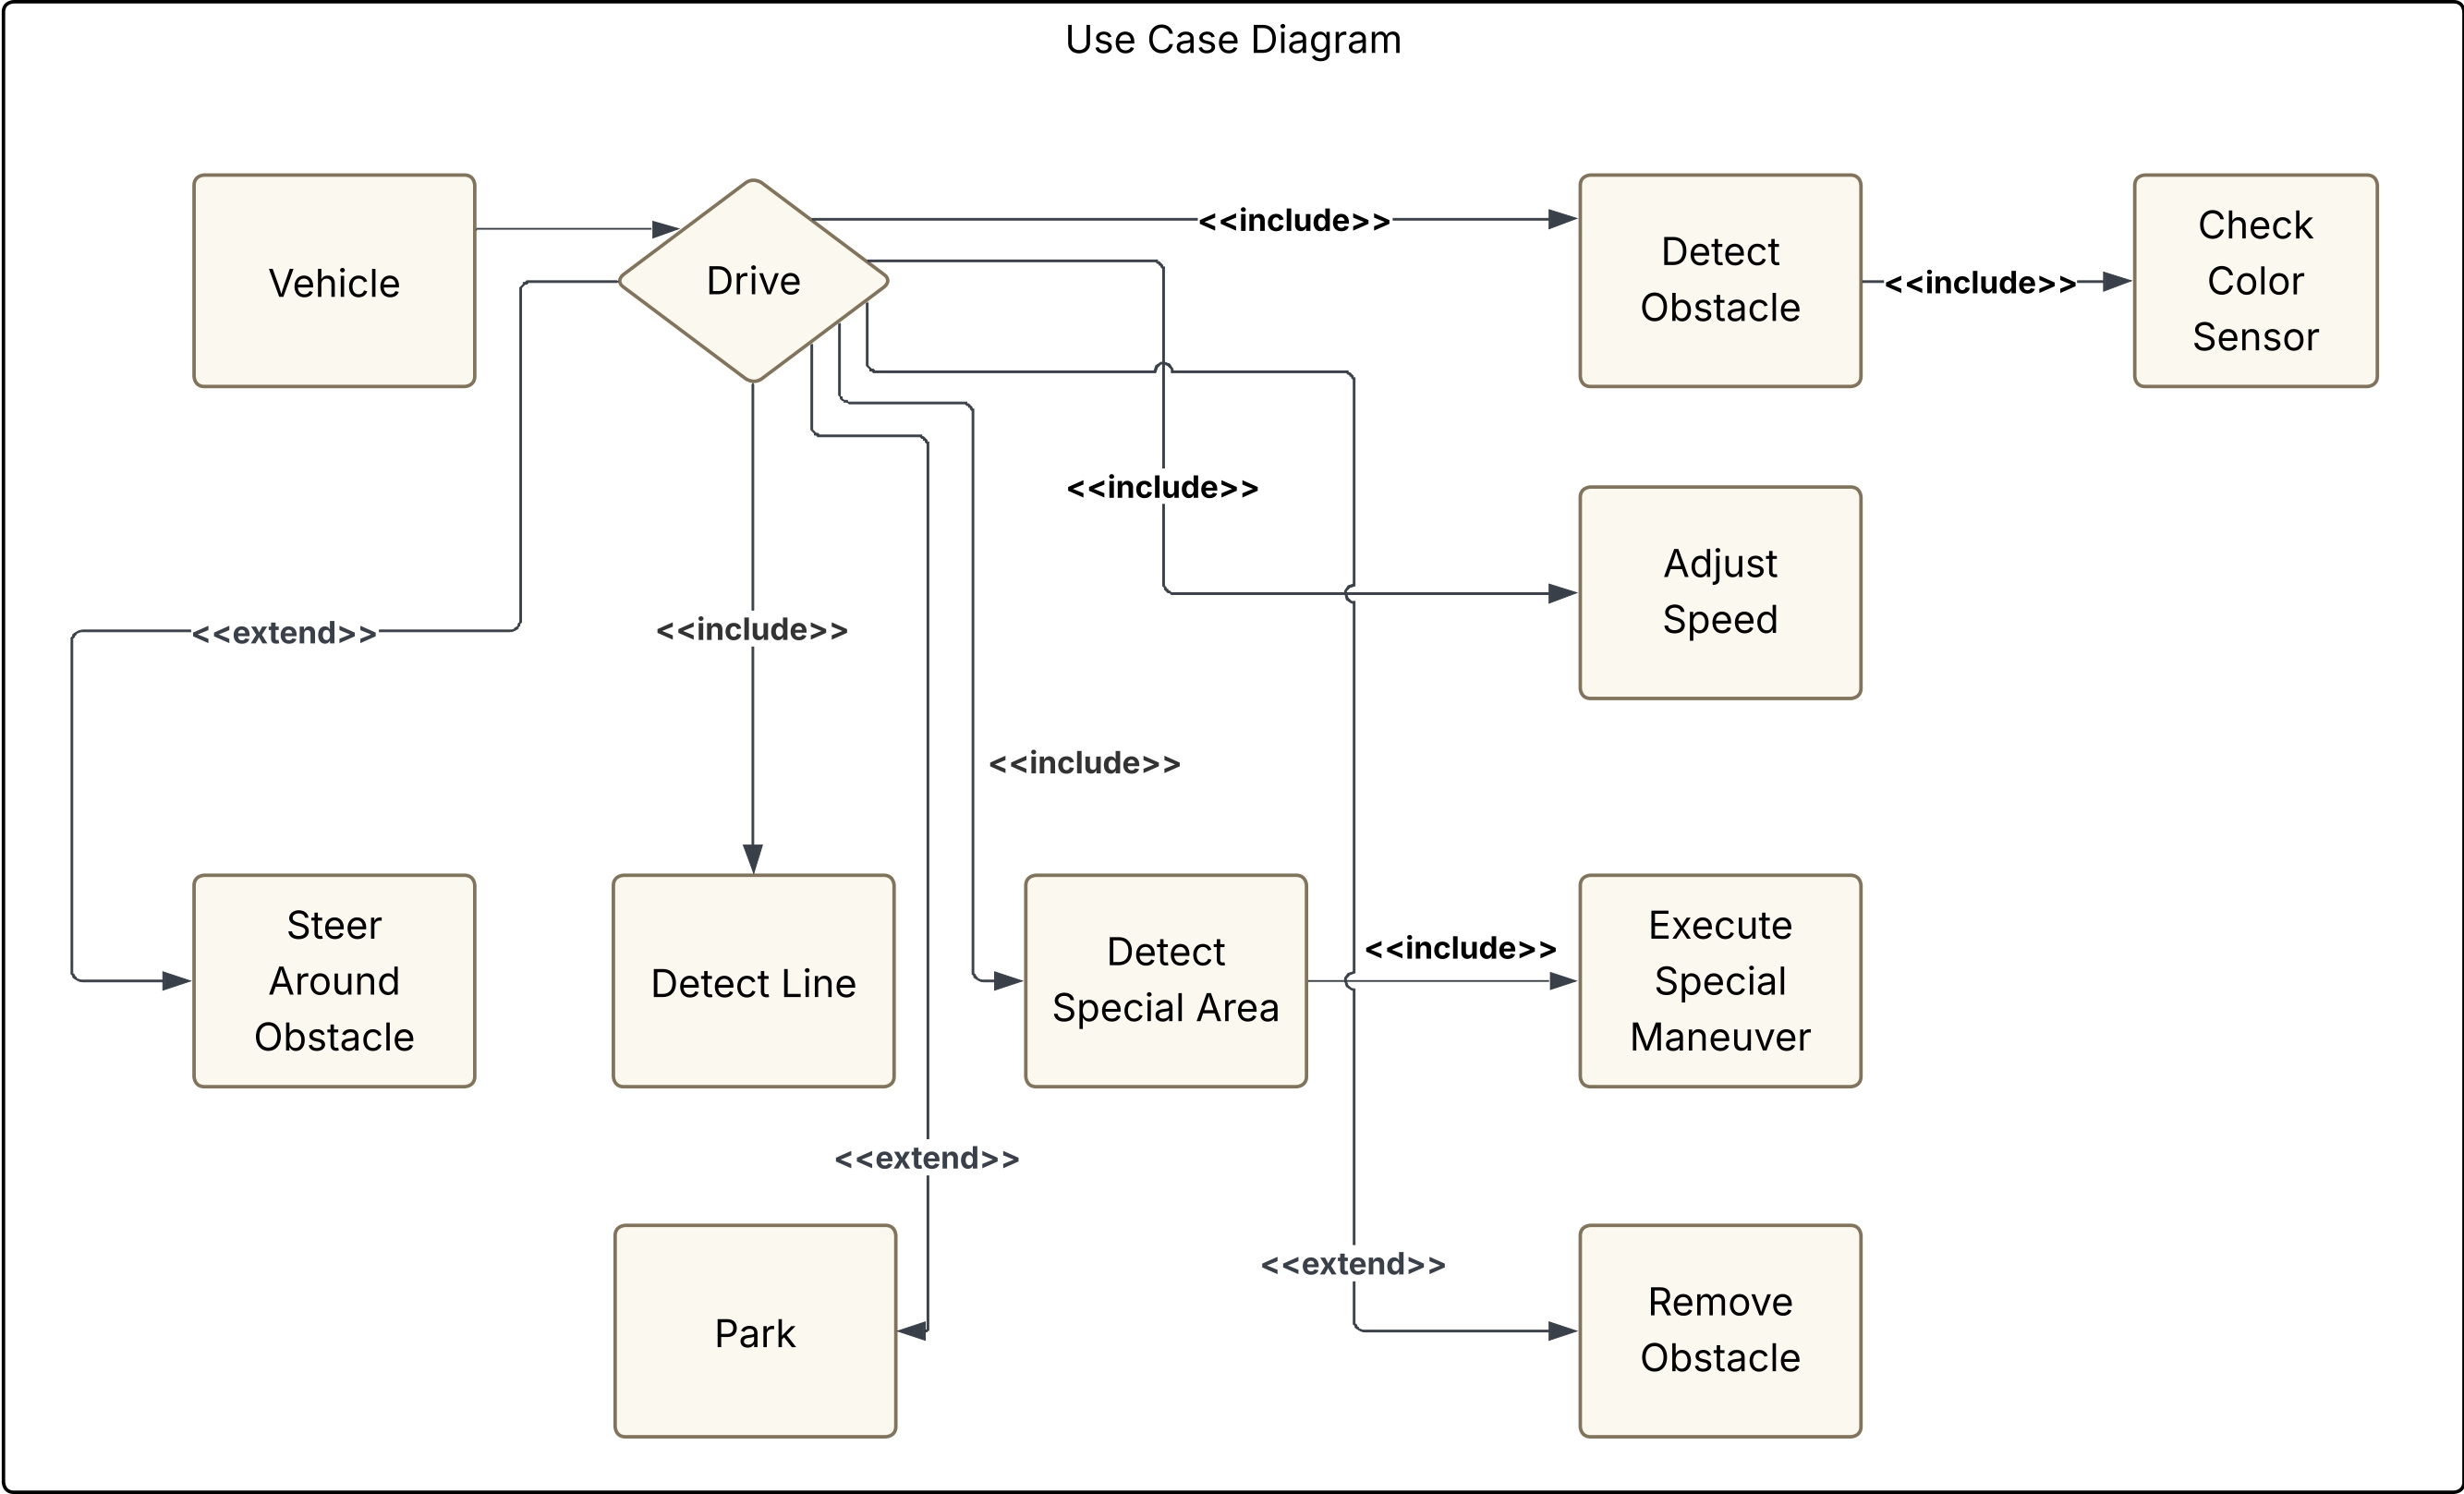 Use Case Diagram
Vehicle
Drive
<<include>>
Detect
Obstacle
<<include>>
Check
Color
Sensor
<<include>>
Adjust
Speed
<<extend>>
<<include>>
<<include>>
Steer
Around
Obstacle
Detect Line
Detect
Special Area
<<include>>
Execute
Special
Maneuver
<<extend>>
<<extend>>
Park
Remove
Obstacle